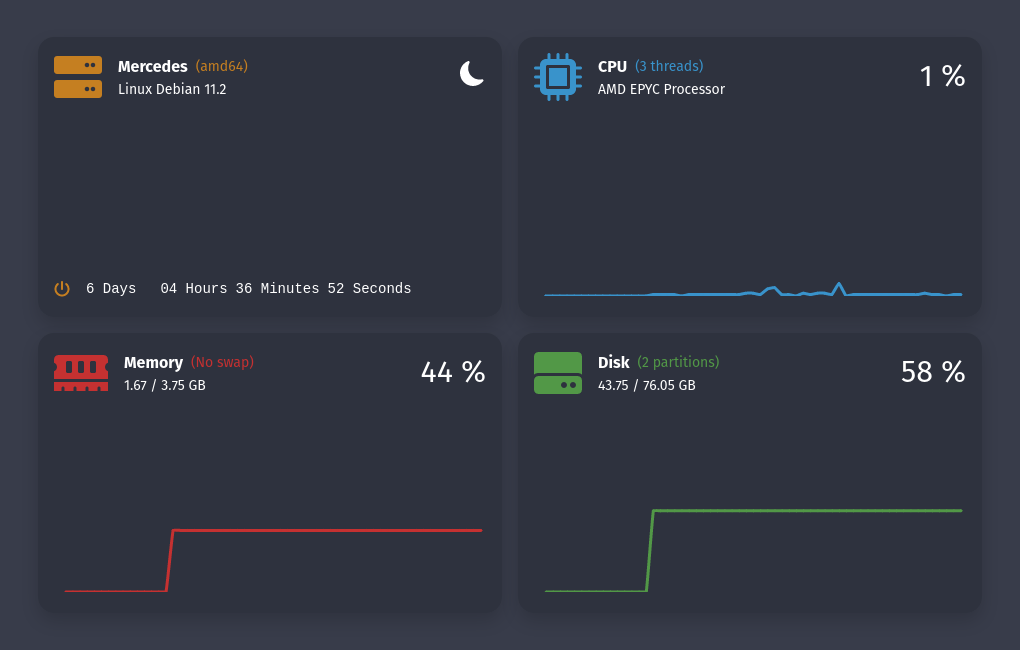 Mercedes (amd64)
Linux Debian 11.2
6 Days 04 Hours 36 Minutes 52 Seconds
CPU (3 threads)
AMD EPYC Processor
1 %
Memory (No swap)
1.67 / 3.75 GB
44 %
Disk (2 partitions)
43.75 / 76.05 GB
58 %